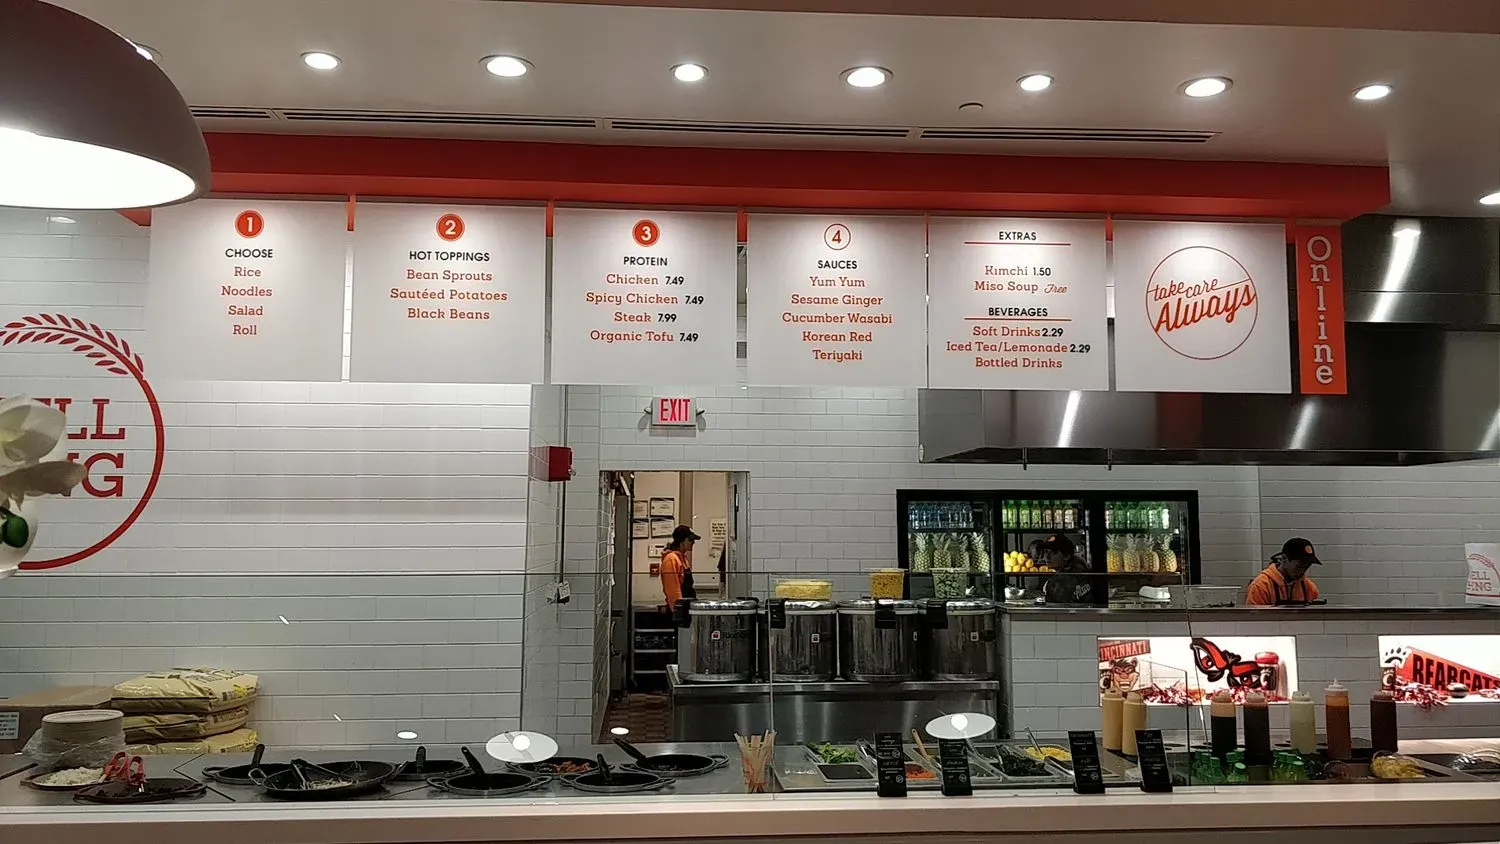 1
CHOOSE
Rice
Noodles
Salad
Roll
2
HOT TOPPINGS
Bean Sprouts
Sautéed Potatoes
Black Beans
3
PROTEIN
Chicken 7.49
Spicy Chicken 7.49
Steak 7.99
Organic Tofu 7.49
4
SAUCES
Yum Yum
Sesame Ginger
Cucumber Wasabi
Korean Red
Teriyaki
EXTRAS
Kimchi 1.50
Miso Soup Free
BEVERAGES
Soft Drinks 2.29
Iced Tea/Lemonade 2.29
Bottled Drinks
take care
Always
Online
EXIT
BEARCATS